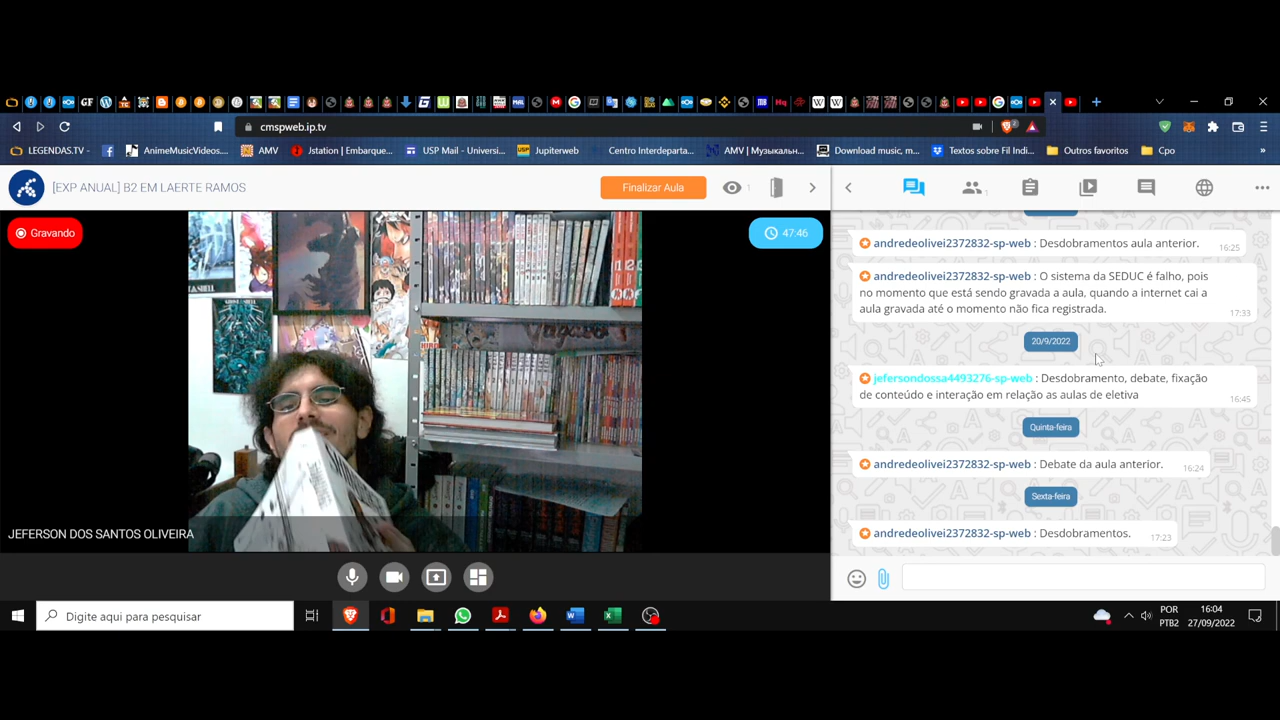 cmspweb.ip.tv
2
LEGENDAS.TV -
AnimeMusicVideos...
AMV
Jstation | Embarque...
USP Mail - Universi...
Jupiterweb
Centro Interdeparta...
AMV | Музыкальн...
Download music, m...
Textos sobre Fil Indi...
Outros favoritos
Cpo
»
[EXP ANUAL] B2 EM LAERTE RAMOS
Finalizar Aula
1
1
Gravando
47:46
andredeolivei2372832-sp-web : Desdobramentos aula anterior.
16:25
andredeolivei2372832-sp-web : O sistema da SEDUC é falho, pois
no momento que está sendo gravada a aula, quando a internet cai a
aula gravada até o momento não fica registrada.
17:33
20/9/2022
jefersondossa4493276-sp-web : Desdobramento, debate, fixação
de conteúdo e interação em relação as aulas de eletiva
16:45
Quinta-feira
andredeolivei2372832-sp-web : Debate da aula anterior.
16:24
Sexta-feira
andredeolivei2372832-sp-web : Desdobramentos.
17:23
JEFERSON DOS SANTOS OLIVEIRA
Digite aqui para pesquisar
POR
PTB2
16:04
27/09/2022